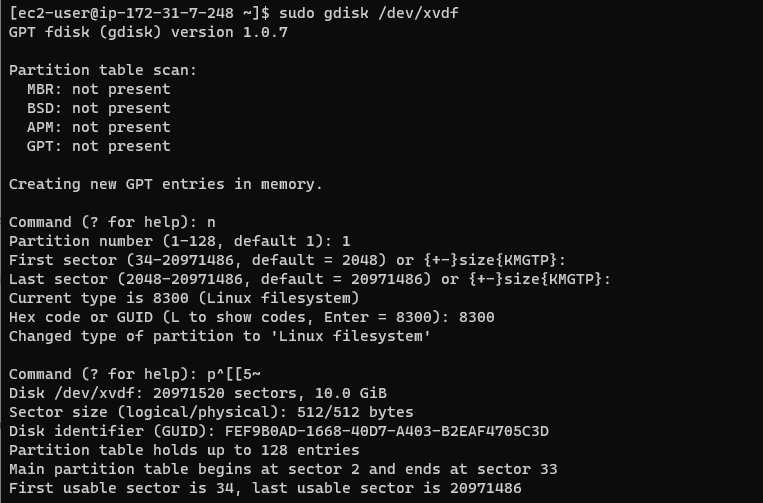 [ec2-user@ip-172-31-7-248 ~]$ sudo gdisk /dev/xvdf
GPT fdisk (gdisk) version 1.0.7
Partition table scan:
MBR: not present
BSD: not present
APM: not present
GPT: not present
Creating new GPT entries in memory.
Command (? for help): n
Partition number (1-128, default 1): 1
First sector (34-20971486, default = 2048) or {+-}size{KMGTP}:
Last sector (2048-20971486, default = 20971486) or {+-}size{KMGTP}:
Current type is 8300 (Linux filesystem)
Hex code or GUID (L to show codes, Enter = 8300): 8300
Changed type of partition to 'Linux filesystem'
Command (? for help): p^[[5~
Disk /dev/xvdf: 20971520 sectors, 10.0 GiB
Sector size (logical/physical): 512/512 bytes
Disk identifier (GUID): FEF9B0AD-1668-40D7-A403-B2EAF4705C3D
Partition table holds up to 128 entries
Main partition table begins at sector 2 and ends at sector 33
First usable sector is 34, last usable sector is 20971486